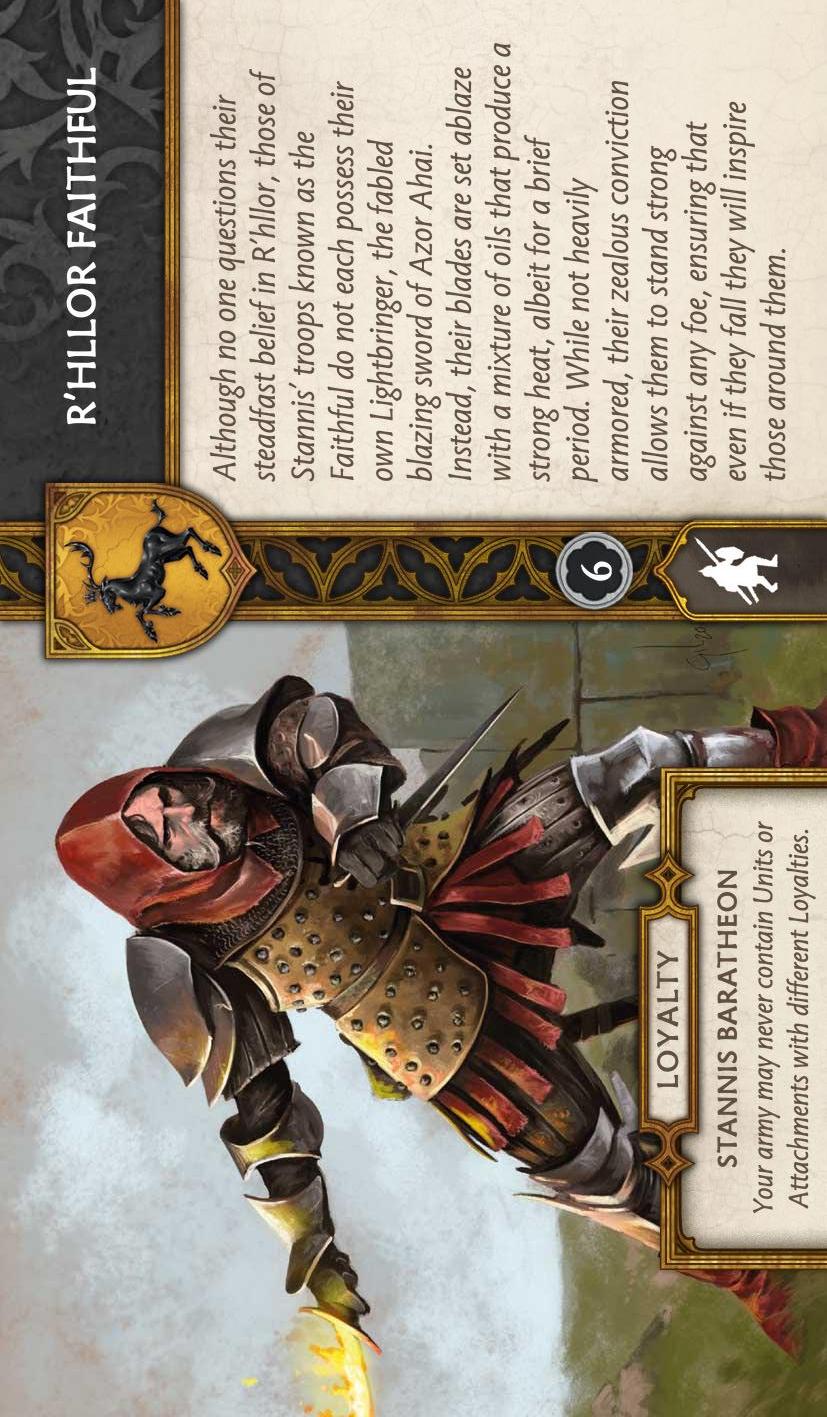 R'HLLOR FAITHFUL
Although no one questions their
steadfast belief in R'hllor, those of
Stannis' troops known as the
Faithful do not each possess their
own Lightbringer, the fabled
blazing sword of Azor Ahai.
Instead, their blades are set ablaze
with a mixture of oils that produce a
strong heat, albeit for a brief
period. While not heavily
armored, their zealous conviction
allows them to stand strong
against any foe, ensuring that
even if they fall they will inspire
those around them.
6
LOYALTY
STANNIS BARATHEON
Your army may never contain Units or
Attachments with different Loyalties.